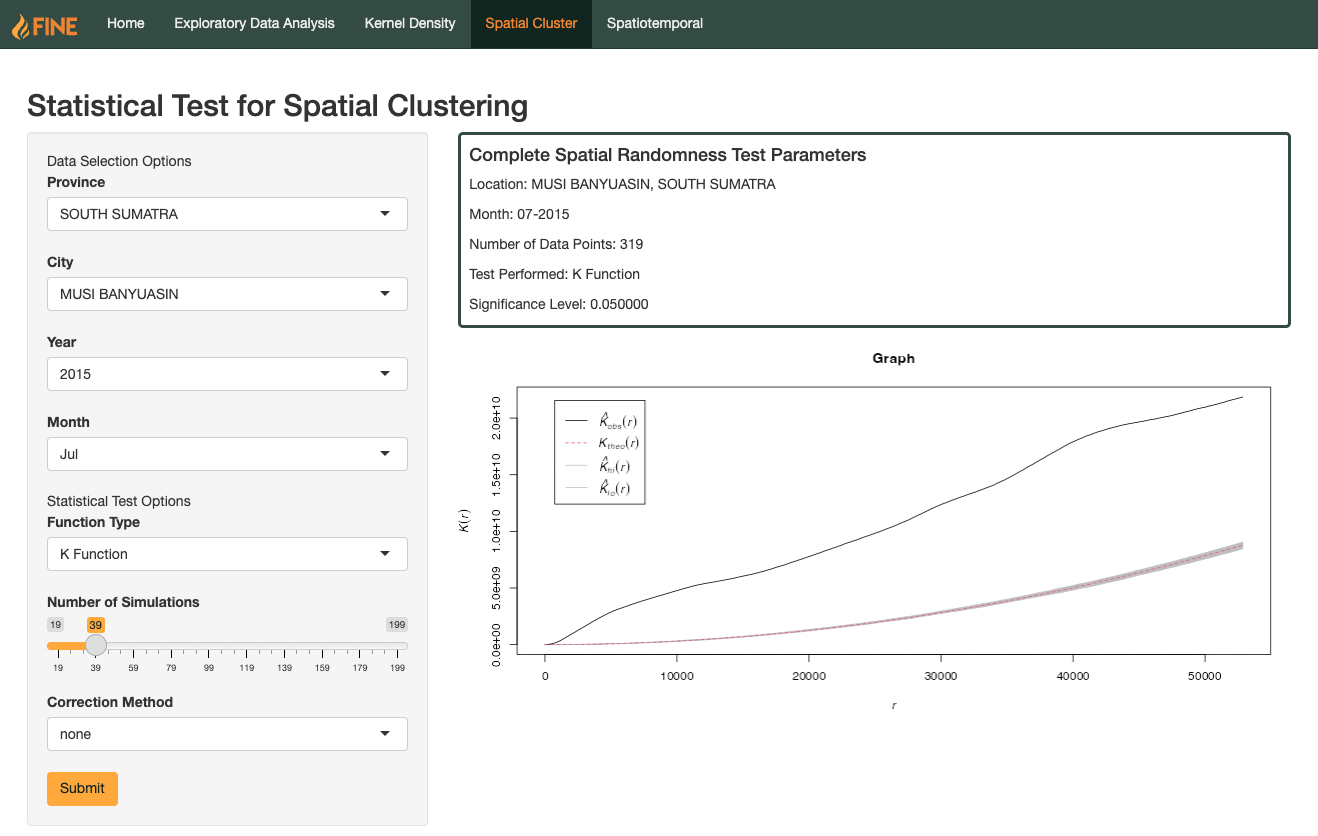 FINE Home Exploratory Data Analysis Kernel Density Spatial Cluster Spatiotemporal
Statistical Test for Spatial Clustering
Data Selection Options
Province
SOUTH SUMATRA
City
MUSI BANYUASIN
Year
2015
Month
Jul
Statistical Test Options
Function Type
K Function
Number of Simulations
19 39 199
19 39 59 79 99 119 139 159 179 199
Correction Method
none
Submit
Complete Spatial Randomness Test Parameters
Location: MUSI BANYUASIN, SOUTH SUMATRA
Month: 07-2015
Number of Data Points: 319
Test Performed: K Function
Significance Level: 0.050000
Graph
K̂obs(r)
Ktheo(r)
K̂hi(r)
K̂lo(r)
K(r)
2.0e+10
1.5e+10
1.0e+10
5.0e+09
0.0e+00
0 10000 20000 30000 40000 50000
r